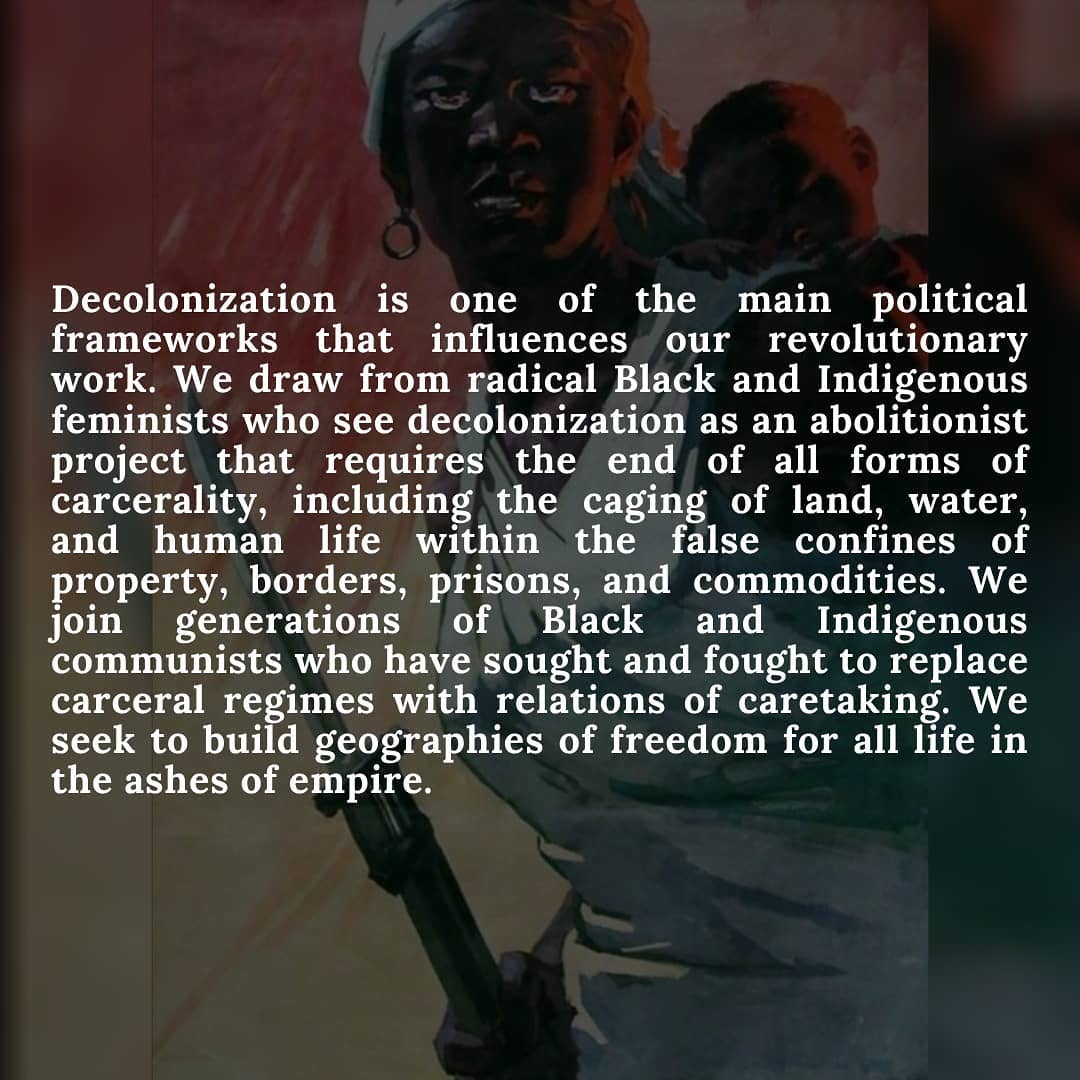 Decolonization is one of the main political
frameworks that influences our revolutionary
work. We draw from radical Black and Indigenous
feminists who see decolonization as an abolitionist
project that requires the end of all forms of
carcerality, including the caging of land, water,
and human life within the false confines of
property, borders, prisons, and commodities. We
join generations of Black and Indigenous
communists who have sought and fought to replace
carceral regimes with relations of caretaking. We
seek to build geographies of freedom for all life in
the ashes of empire.